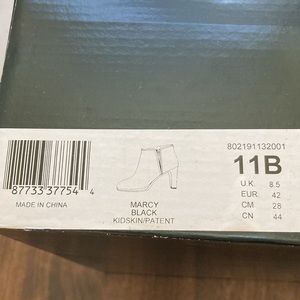 802191132001
11B
U.K. 8.5
EUR 42
CM 28
CN 44
87733 37754 4
MADE IN CHINA
MARCY
BLACK
KIDSKIN/PATENT